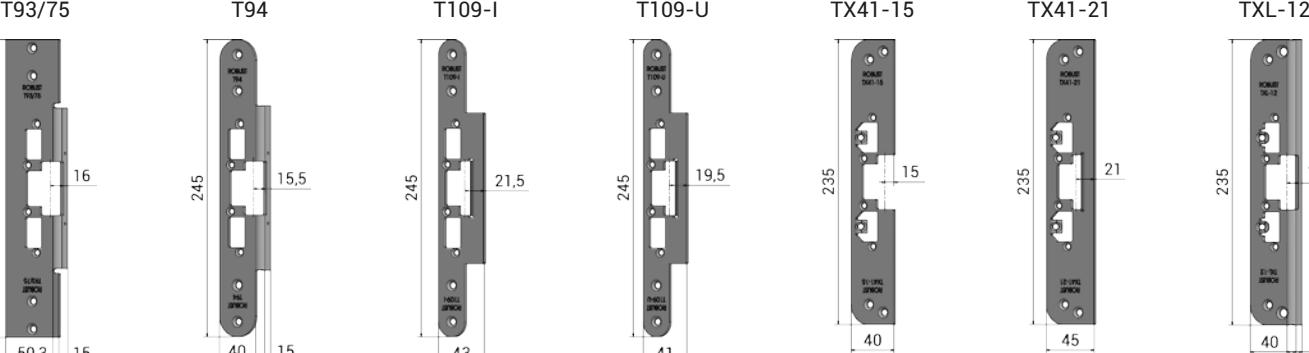 T93/75
T94
T109-I
T109-U
TX41-15
TX41-21
TXL-12
ROBUST
T93/75
ROBUST
T94
ROBUST
T109-I
ROBUST
T109-U
ROBUST
TX41-15
ROBUST
TX41-21
ROBUST
TXL-12
16
245
15,5
245
21,5
245
19,5
235
15
235
21
235
ROBUST
T93/75
ROBUST
T94
ROBUST
T109-I
ROBUST
T109-U
ROBUST
TX41-15
ROBUST
TX41-21
ROBUST
TXL-12
50,3
15
40
15
43
41
40
45
40